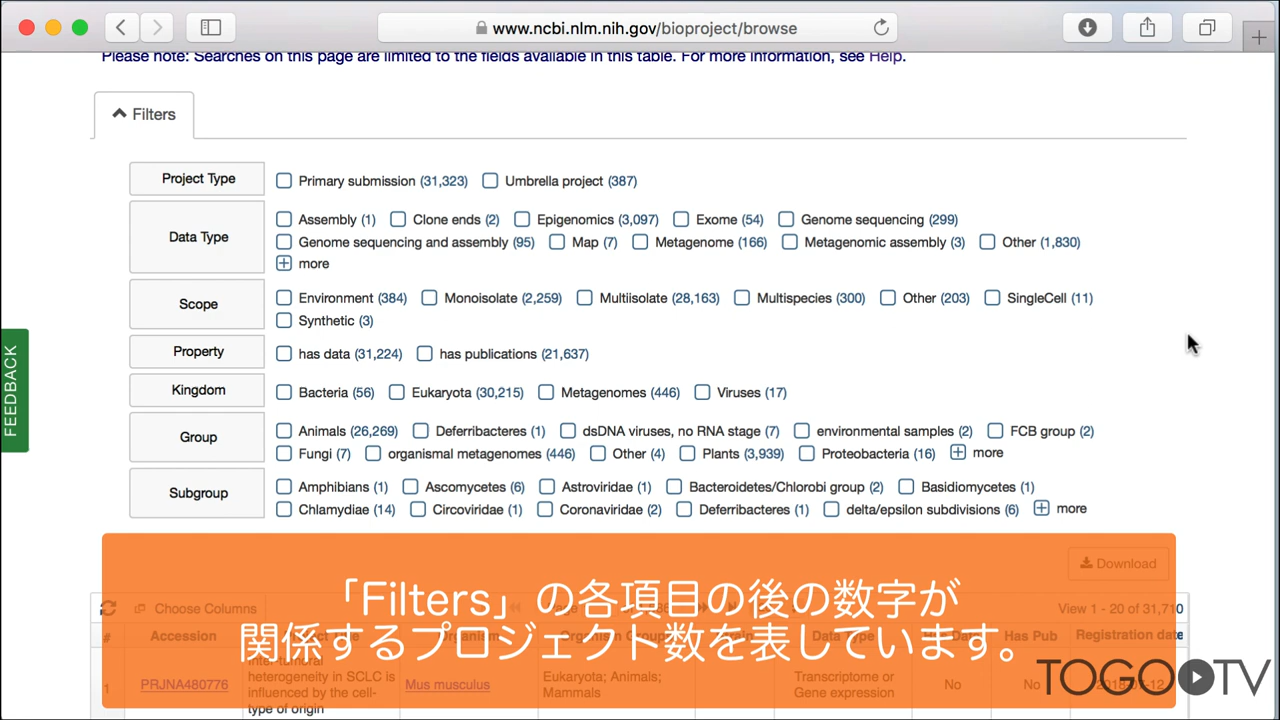 www.ncbi.nlm.nih.gov/bioproject/browse
Please note: Searches on this page are limited to the fields available in this table. For more information, see Help.
Filters
Project Type
Primary submission (31,323) Umbrella project (387)
Data Type
Assembly (1) Clone ends (2) Epigenomics (3,097) Exome (54) Genome sequencing (299)
Genome sequencing and assembly (95) Map (7) Metagenome (166) Metagenomic assembly (3) Other (1,830)
more
Scope
Environment (384) Monoisolate (2,259) Multiisolate (28,163) Multispecies (300) Other (203) SingleCell (11)
Synthetic (3)
Property
has data (31,224) has publications (21,637)
Kingdom
Bacteria (56) Eukaryota (30,215) Metagenomes (446) Viruses (17)
Group
Animals (26,269) Deferribacteres (1) dsDNA viruses, no RNA stage (7) environmental samples (2) FCB group (2)
Fungi (7) organismal metagenomes (446) Other (4) Plants (3,939) Proteobacteria (16) more
Subgroup
Amphibians (1) Ascomycetes (6) Astroviridae (1) Bacteroidetes/Chlorobi group (2) Basidiomycetes (1)
Chlamydiae (14) Circoviridae (1) Coronaviridae (2) Deferribacteres (1) delta/epsilon subdivisions (6) more
FEEDBACK
Download
「Filters」の各項目の後の数字が
関係するプロジェクト数を表しています。
Choose Columns View 1 - 20 of 31,710
# Accession Data Type Has Pub Registration date
1 PRJNA480776
Inter-tumoral
heterogeneity in SCLC is
influenced by the cell-
type of origin
Mus musculus
Eukaryota; Animals;
Mammals
Transcriptome or
Gene expression
No
No
TOGO TV